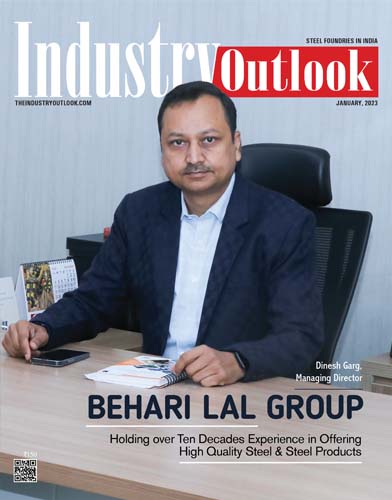 STEEL FOUNDRIES IN INDIA
Industry Outlook
THEINDUSTRYOUTLOOK.COM
JANUARY, 2023
Dinesh Garg,
Managing Director
BEHARI LAL GROUP
Holding over Ten Decades Experience in Offering
High Quality Steel & Steel Products
₹150